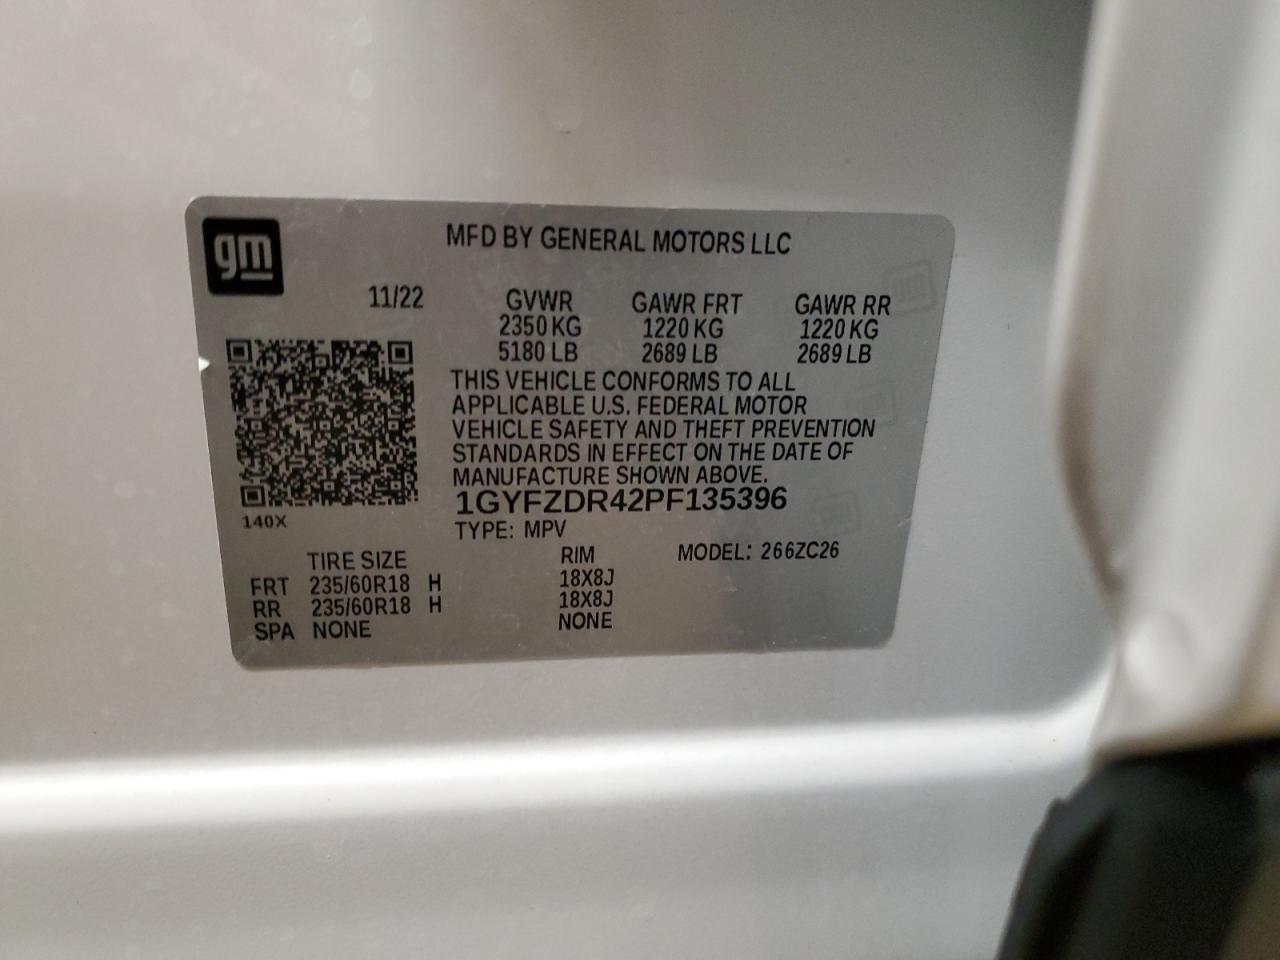 gm
MFD BY GENERAL MOTORS LLC
11/22 GVWR GAWR FRT GAWR RR
2350 KG 1220 KG 1220 KG
5180 LB 2689 LB 2689 LB
THIS VEHICLE CONFORMS TO ALL
APPLICABLE U.S. FEDERAL MOTOR
VEHICLE SAFETY AND THEFT PREVENTION
STANDARDS IN EFFECT ON THE DATE OF
MANUFACTURE SHOWN ABOVE.
1GYFZDR42PF135396
140X
TYPE: MPV
TIRE SIZE RIM MODEL: 266ZC26
FRT 235/60R18 H 18X8J
RR 235/60R18 H 18X8J
SPA NONE NONE